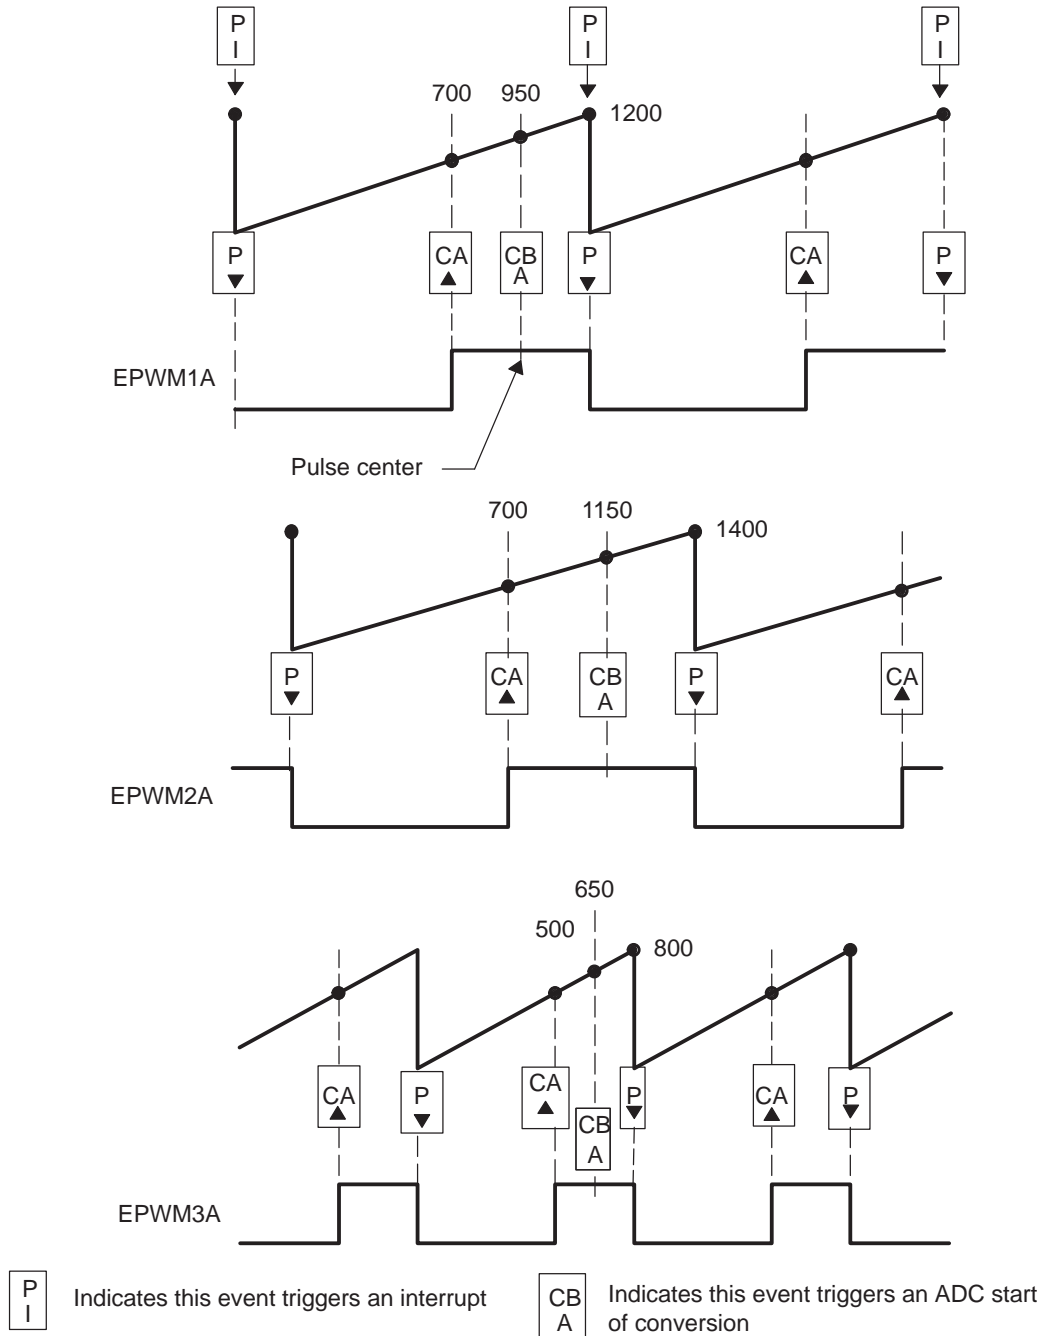 P
I
P
I
P
I
700
950
1200
P
CA
CB
A
P
CA
P
EPWM1A
Pulse center
700
1150
1400
P
CA
CB
A
P
CA
EPWM2A
650
500
800
CA
P
CA
CB
A
P
CA
P
EPWM3A
P
I
Indicates this event triggers an interrupt
CB
A
Indicates this event triggers an ADC start
of conversion